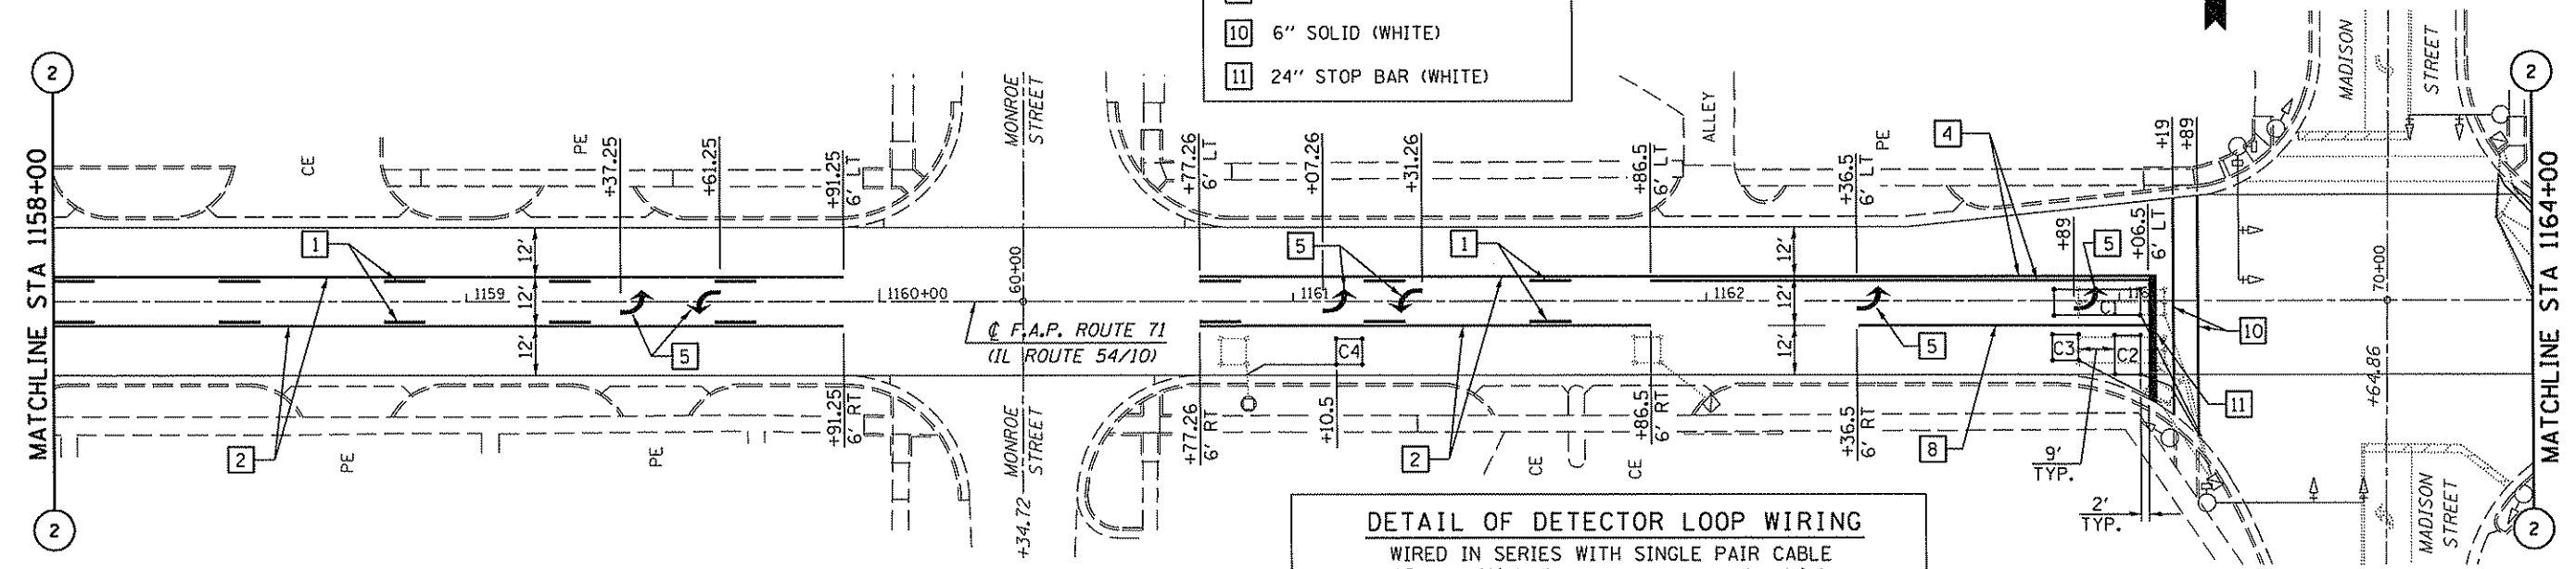 10 6" SOLID (WHITE)
11 24" STOP BAR (WHITE)
2
2
MATCHLINE STA 1158+00
CE
PE
+37.25
+61.25
+91.25
6' LT
MONROE
STREET
+77.26
6' LT
+07.26
+31.26
+86.5
6' LT
ALLEY
+36.5
6' LT
PE
4
+19
+89
MADISON
STREET
MATCHLINE STA 1164+00
1
12'
5
1
12'
+89
+06.5
6' LT
5
60+00
70+00
1159
12'
1160+00
1161
1162
12'
C1
℄ F.A.P. ROUTE 71
(IL ROUTE 54/10)
12'
5
C4
12'
5
C3
C2
10
+64.86
2
PE
PE
+91.25
6' RT
MONROE
STREET
+34.72
+77.26
6' RT
+10.5
2
CE
CE
+86.5
6' RT
+36.5
6' RT
8
9'
TYP.
11
2'
TYP.
MADISON
STREET
2
2
DETAIL OF DETECTOR LOOP WIRING
WIRED IN SERIES WITH SINGLE PAIR CABLE